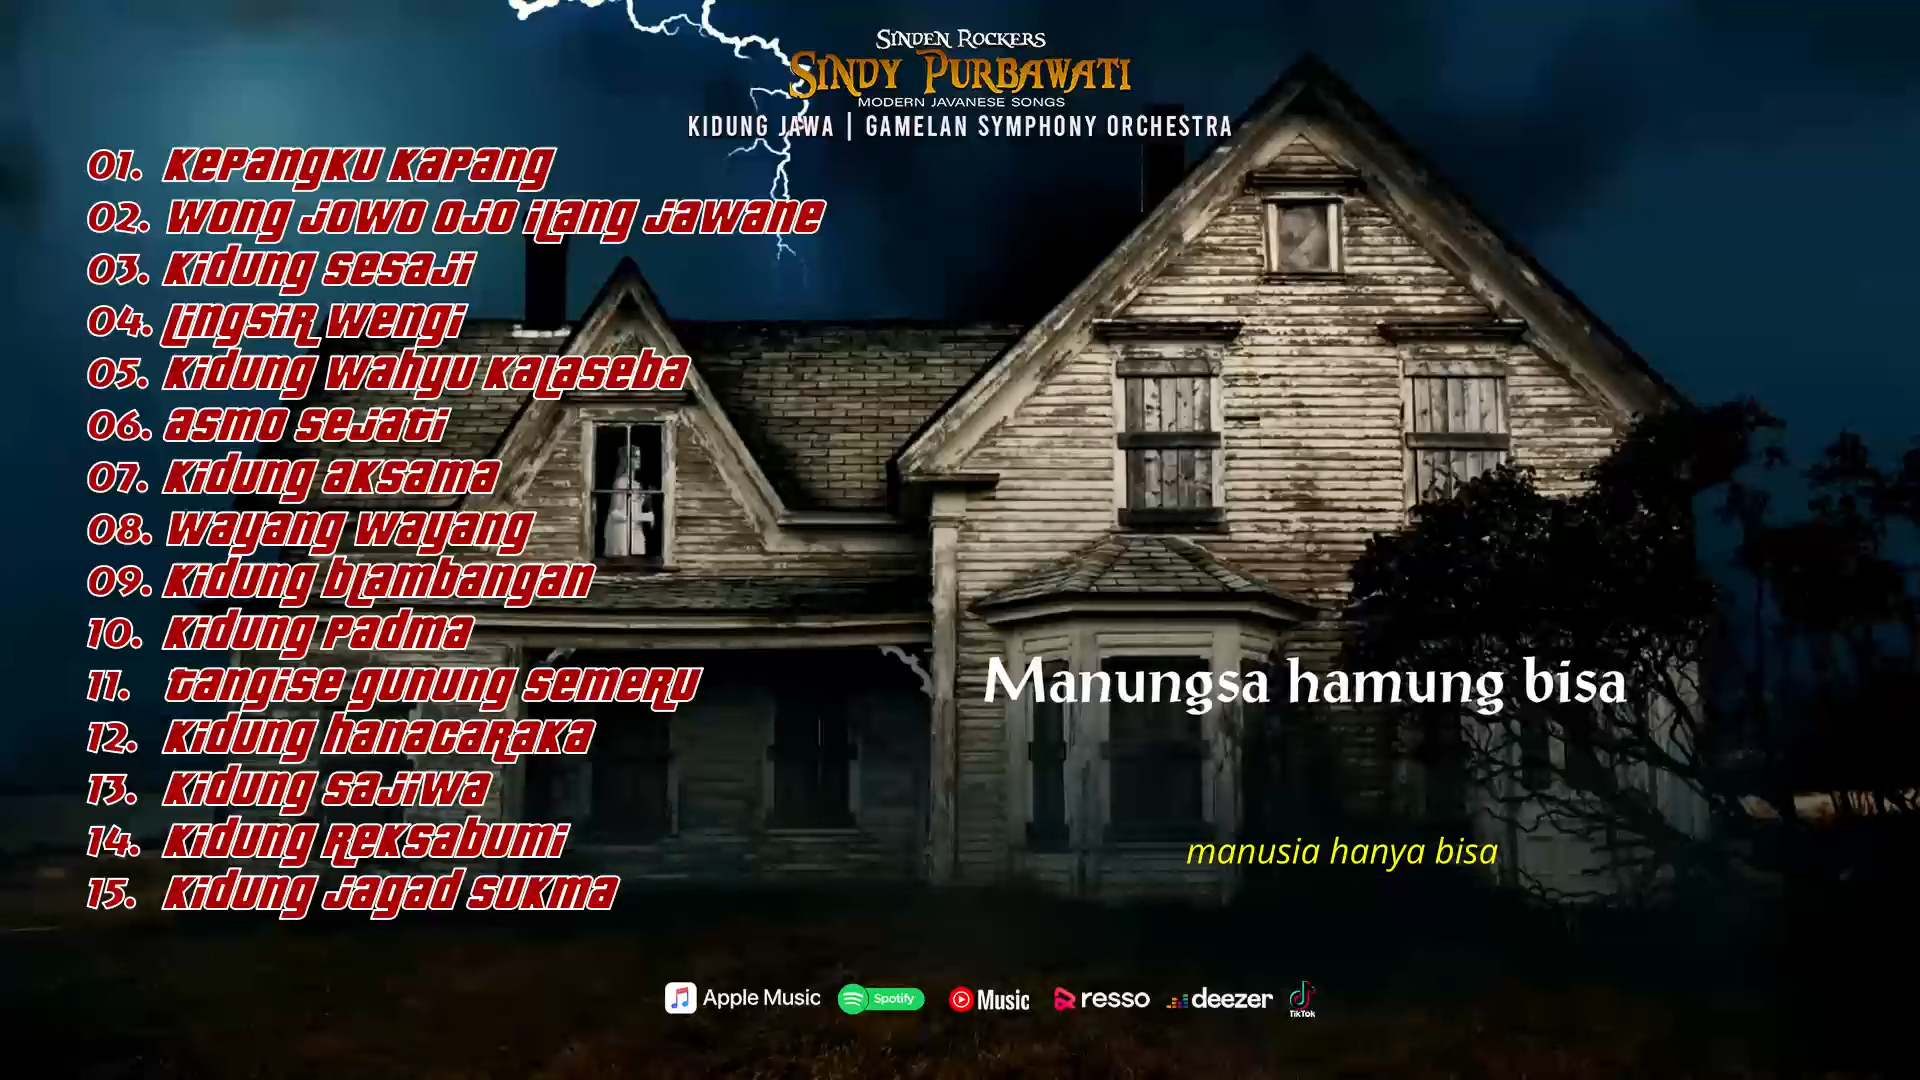 SINDEN ROCKERS
SINDY PURBAWATI
MODERN JAVANESE SONGS
KIDUNG JAWA | GAMELAN SYMPHONY ORCHESTRA
01. Kepangku Kapang
02. Wong Jowo Ojo Ilang Jawane
03. Kidung Sesaji
04. Lingsir Wengi
05. Kidung Wahyu Kalaseba
06. Asmo Sejati
07. Kidung Aksama
08. Wayang Wayang
09. Kidung Blambangan
10. Kidung Padma
11. Tangise Gunung Semeru
12. Kidung Hanacaraka
13. Kidung Sajiwa
14. Kidung Reksabumi
15. Kidung Jagad Sukma
Manungsa hamung bisa
manusia hanya bisa
Apple Music Spotify Music resso deezer TikTok